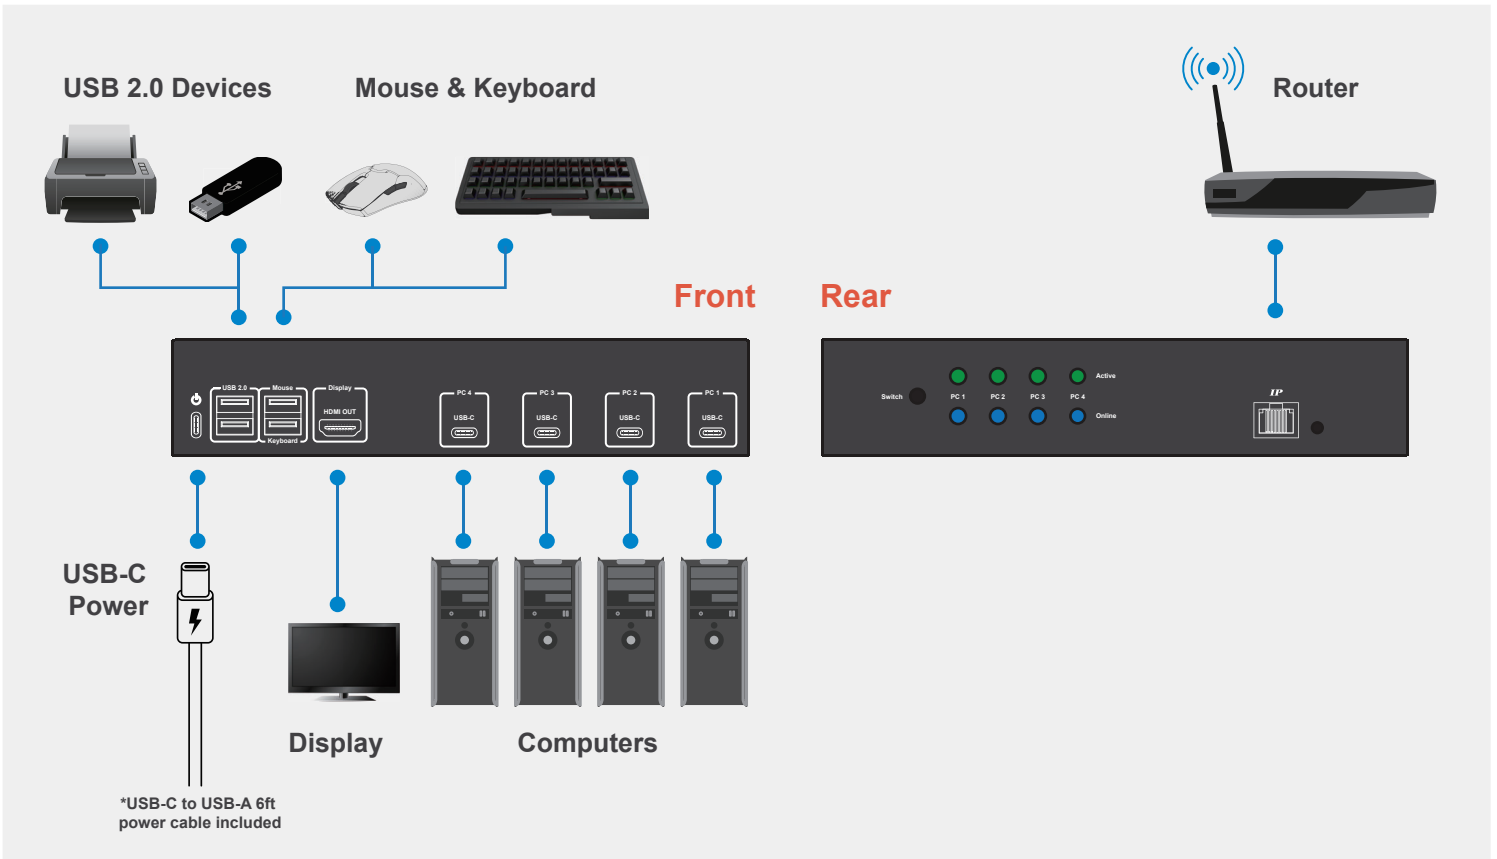 USB 2.0 Devices
Mouse & Keyboard
Router
Front
Rear
USB 2.0
Mouse
Display
HDMI OUT
Keyboard
PC 4
USB-C
PC 3
USB-C
PC 2
USB-C
PC 1
USB-C
Switch
Active
PC 1
PC 2
PC 3
PC 4
Online
IP
USB-C
Power
Display
Computers
*USB-C to USB-A 6ft
power cable included